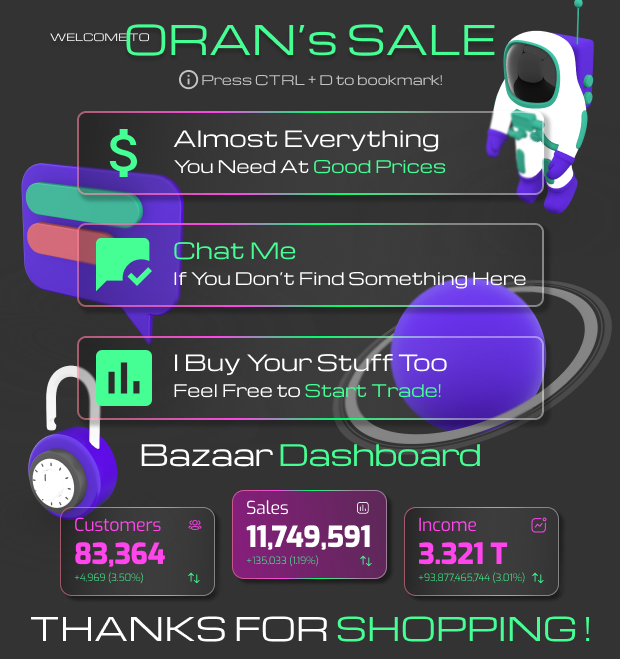 WELCOME TO ORAN's SALE
Press CTRL + D to bookmark!
Almost Everything
You Need At Good Prices
Chat Me
If You Don't Find Something Here
I Buy Your Stuff Too
Feel Free to Start Trade!
Bazaar Dashboard
Customers
83,364
+4,969 (3.50%)
Sales
11,749,591
+135,033 (1.19%)
Income
3.321 T
+93,877,465,744 (3.01%)
THANKS FOR SHOPPING!